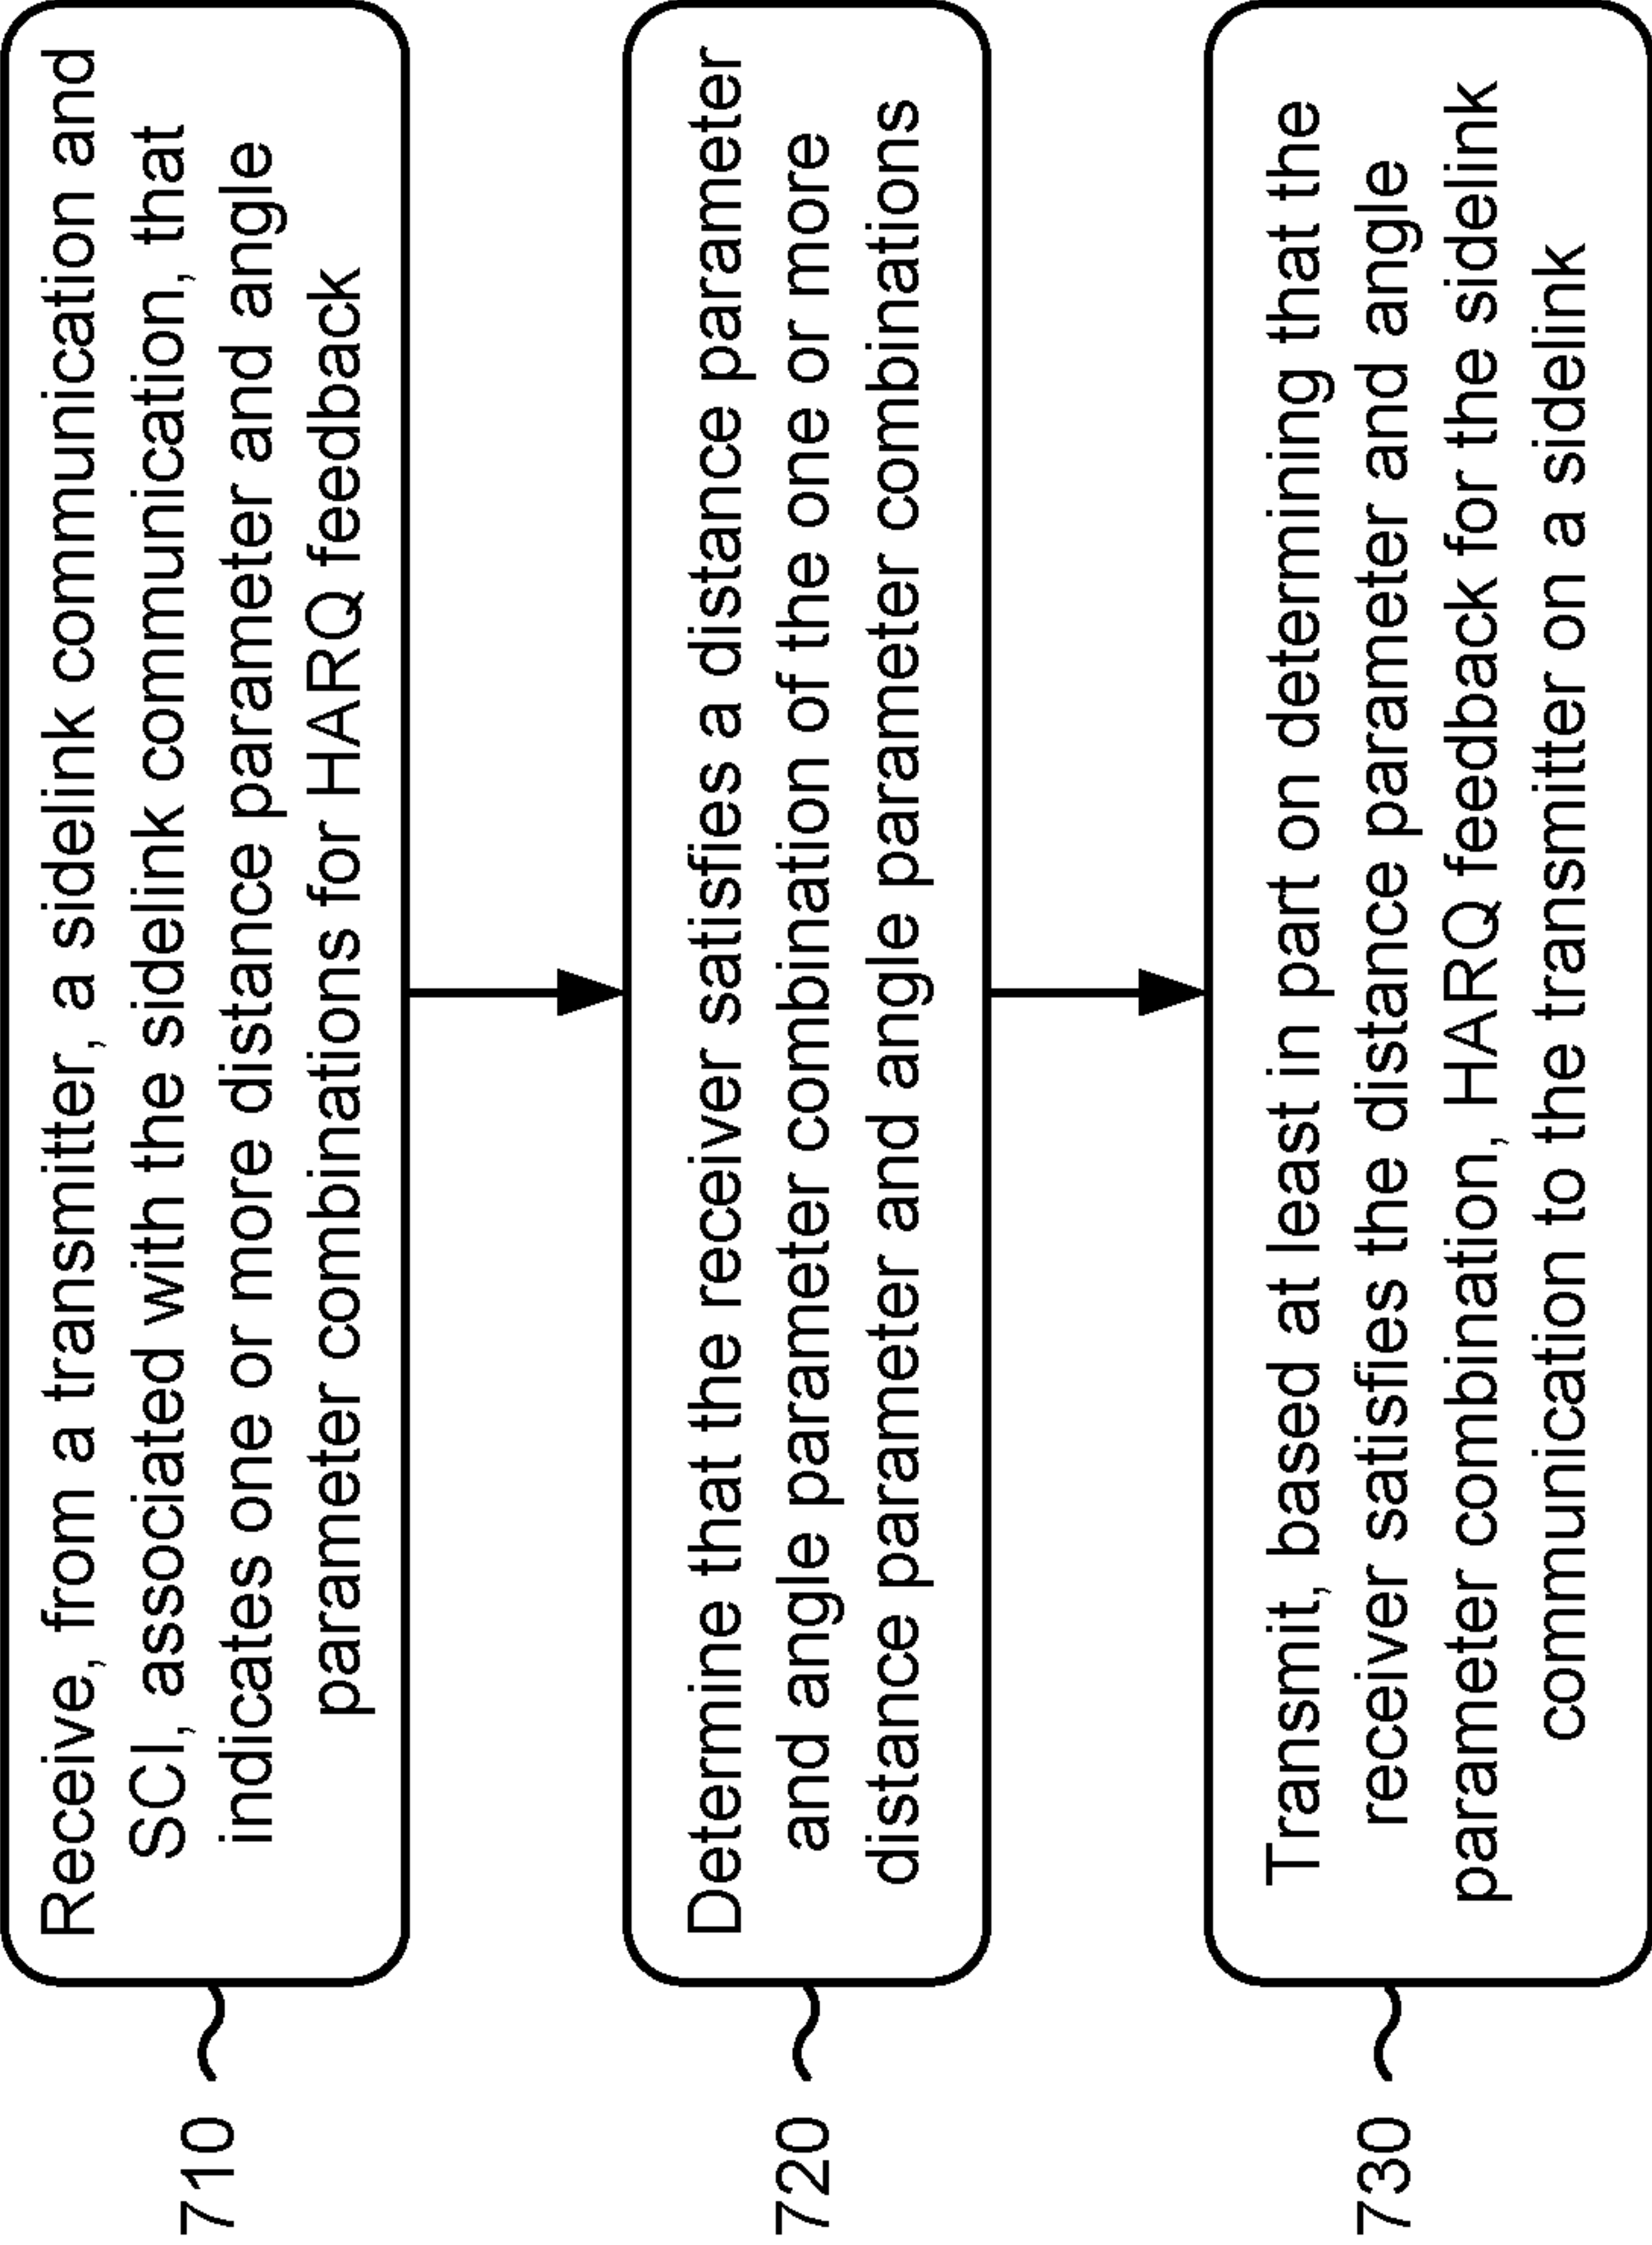 710
Receive, from a transmitter, a sidelink communication and
SCI, associated with the sidelink communication, that
indicates one or more distance parameter and angle
parameter combinations for HARQ feedback
720
Determine that the receiver satisfies a distance parameter
and angle parameter combination of the one or more
distance parameter and angle parameter combinations
730
Transmit, based at least in part on determining that the
receiver satisfies the distance parameter and angle
parameter combination, HARQ feedback for the sidelink
communication to the transmitter on a sidelink